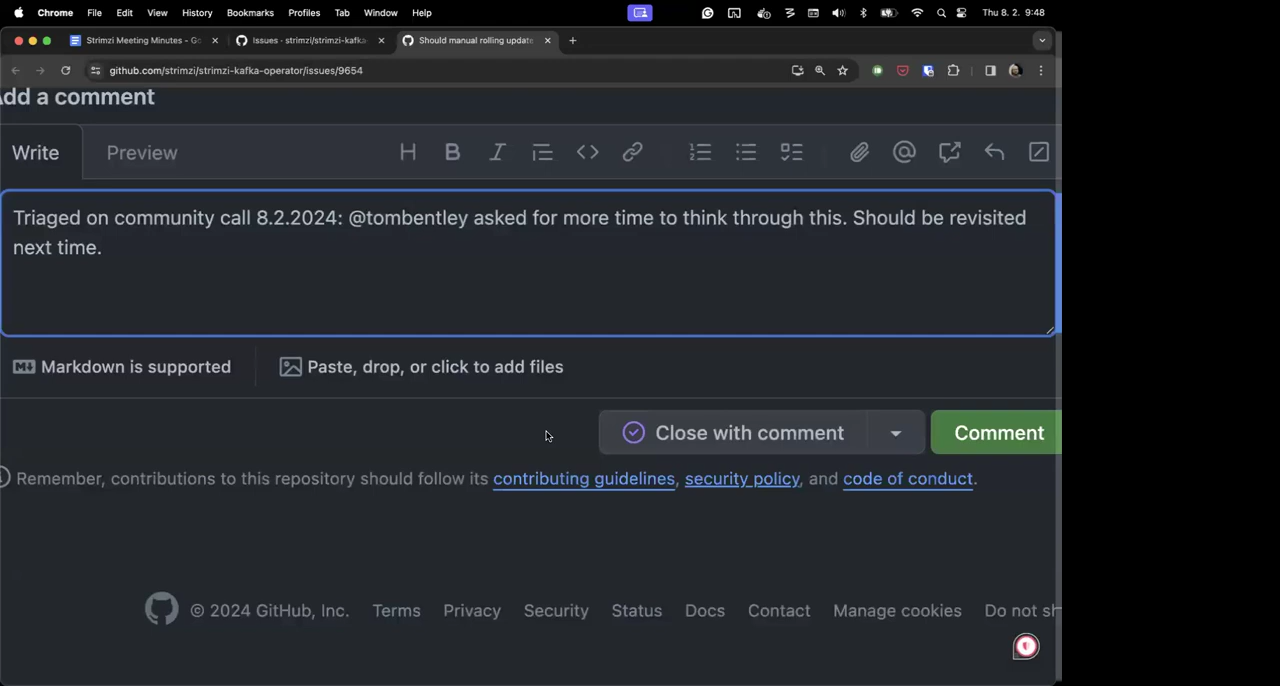 Chrome File Edit View History Bookmarks Profiles Tab Window Help Thu 8. 2. 9:48
Strimzi Meeting Minutes - Go Issues · strimzi/strimzi-kafka- Should manual rolling update
github.com/strimzi/strimzi-kafka-operator/issues/9654
Add a comment
Write Preview
Triaged on community call 8.2.2024: @tombentley asked for more time to think through this. Should be revisited
next time.
Markdown is supported Paste, drop, or click to add files
Close with comment Comment
Remember, contributions to this repository should follow its contributing guidelines, security policy, and code of conduct.
© 2024 GitHub, Inc. Terms Privacy Security Status Docs Contact Manage cookies Do not sh